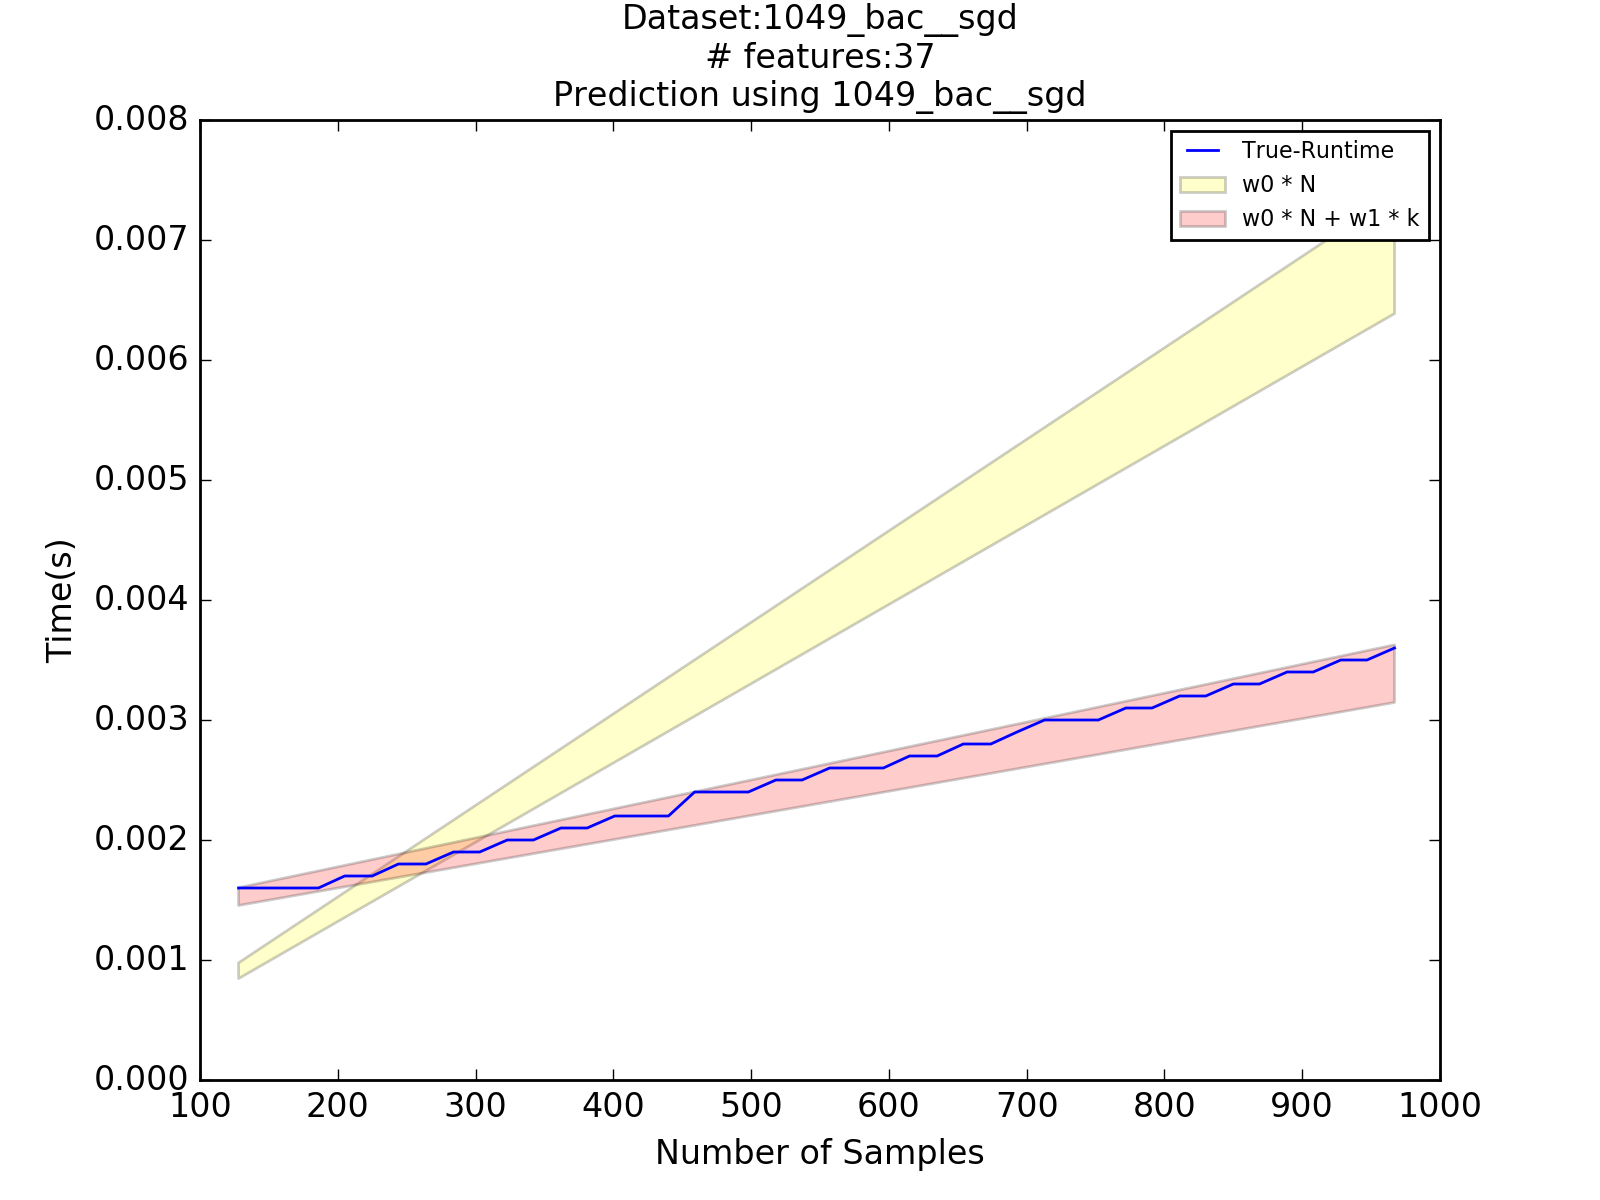 Dataset:1049_bac__sgd
# features:37
Prediction using 1049_bac__sgd
True-Runtime
w0 * N
w0 * N + w1 * k
0.008
0.007
0.006
0.005
0.004
0.003
0.002
0.001
0.000
Time(s)
100 200 300 400 500 600 700 800 900 1000
Number of Samples